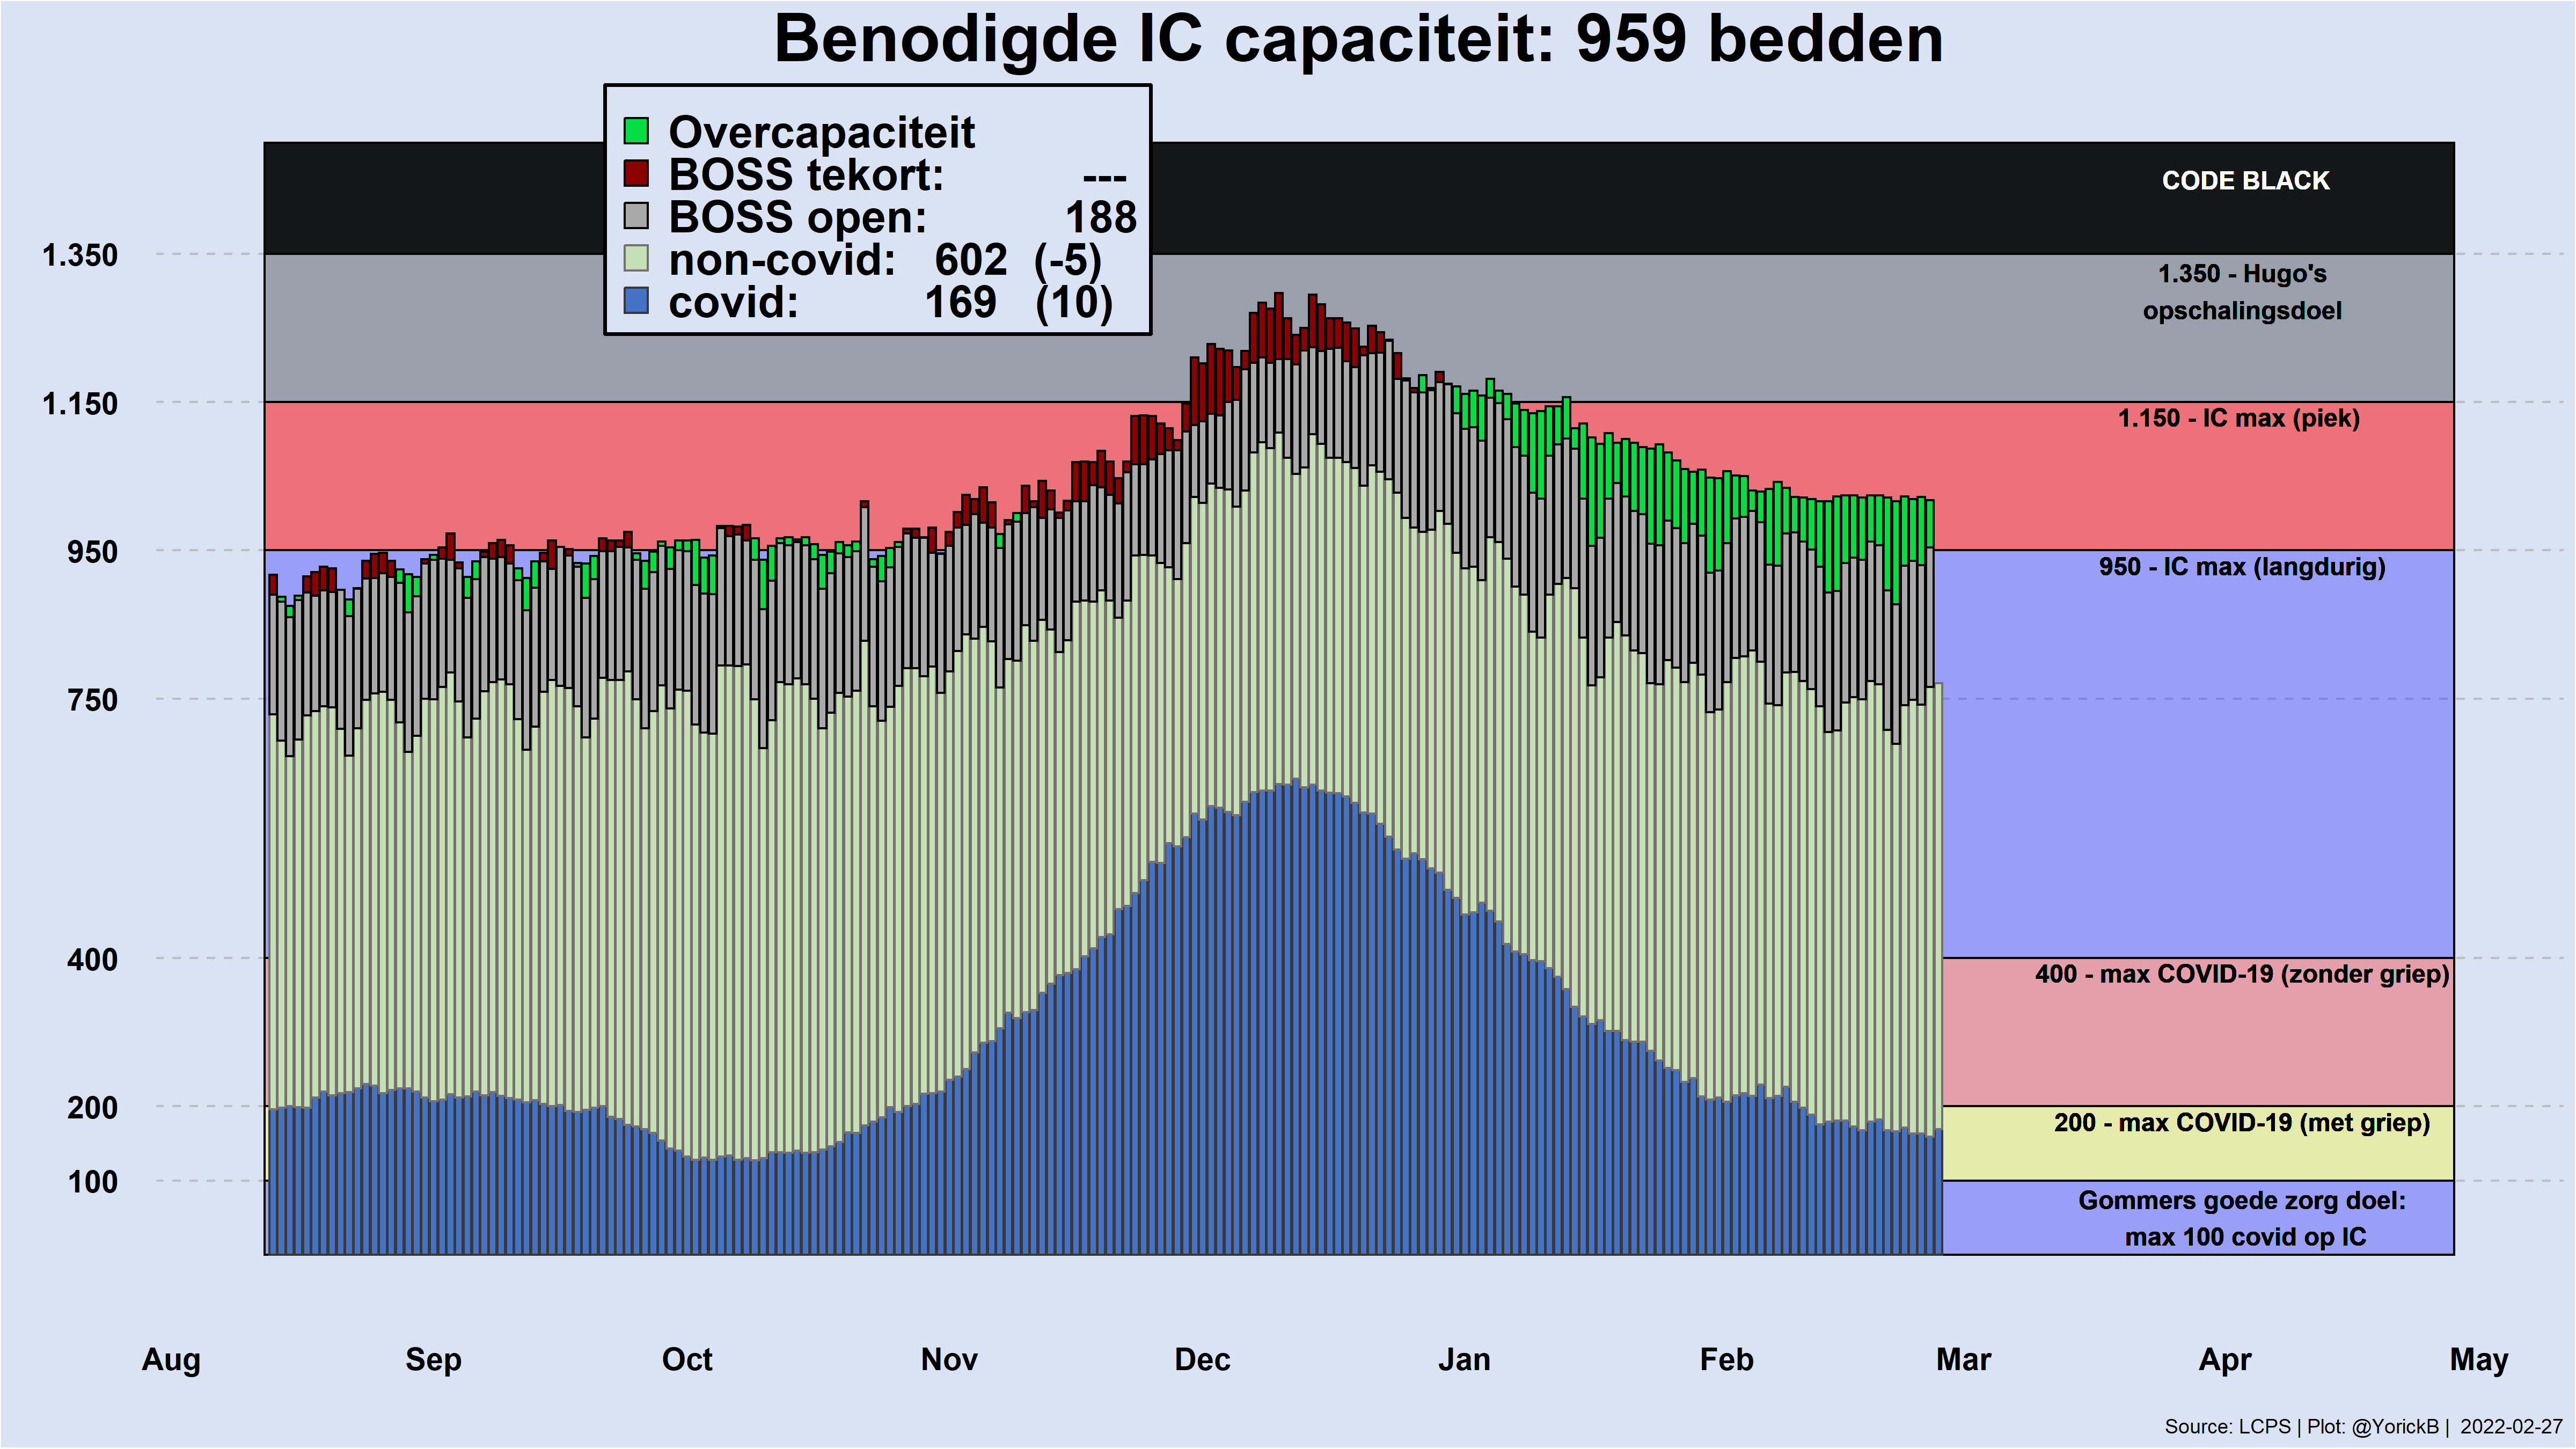 Benodigde IC capaciteit: 959 bedden
Overcapaciteit
BOSS tekort: ---
BOSS open: 188
non-covid: 602 (-5)
covid: 169 (10)
CODE BLACK
1.350
1.350 - Hugo's
opschalingsdoel
1.150
1.150 - IC max (piek)
950
950 - IC max (langdurig)
750
400
400 - max COVID-19 (zonder griep)
200
200 - max COVID-19 (met griep)
100
Gommers goede zorg doel:
max 100 covid op IC
Aug Sep Oct Nov Dec Jan Feb Mar Apr May
Source: LCPS | Plot: @YorickB | 2022-02-27